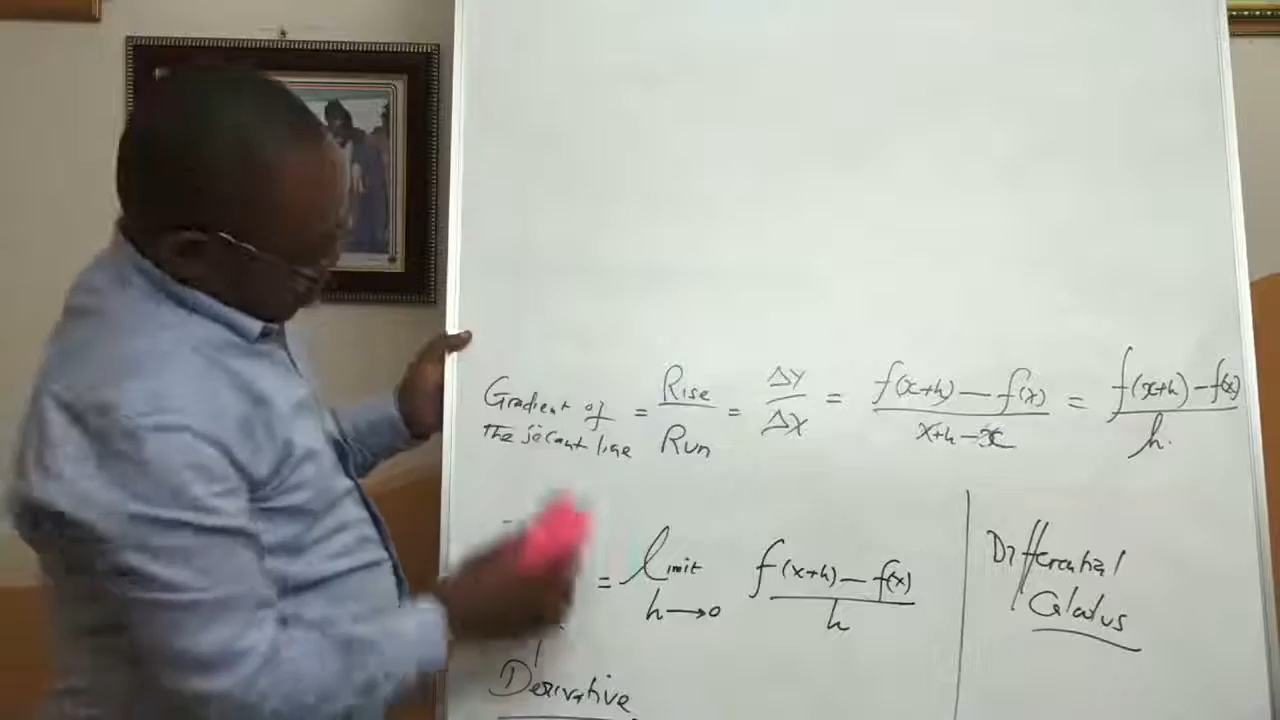 Gradient of the secant line = Rise/Run = ΔY/ΔX = f(x+h) — f(x)/x+h-x = f(x+h) - f(x)/h.
= Limit h→0 f(x+h) — f(x)/h
Differential
Calculus
Derivative